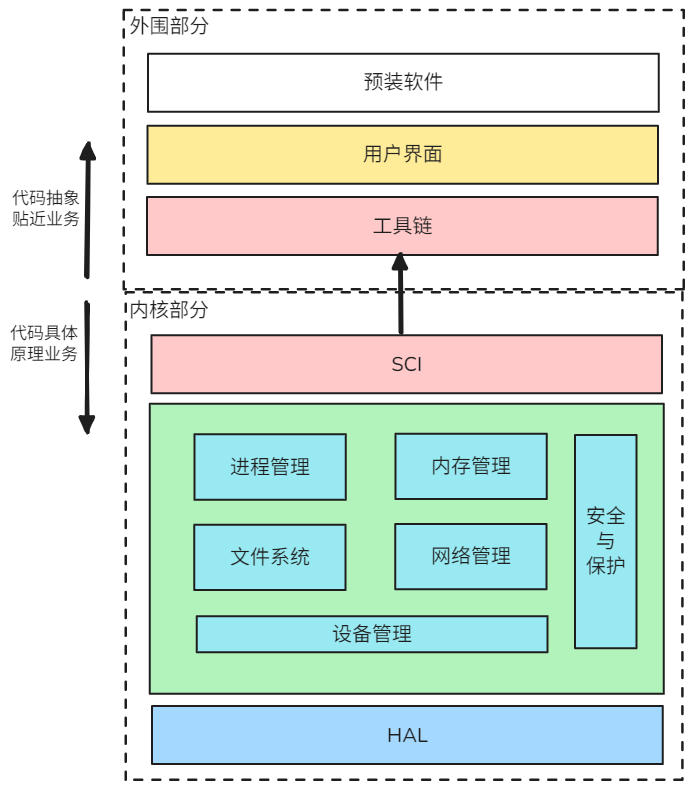 外围部分
预装软件
用户界面
工具链
代码抽象
贴近业务
代码具体
原理业务
内核部分
SCI
进程管理
内存管理
文件系统
网络管理
设备管理
安全
与
保护
HAL